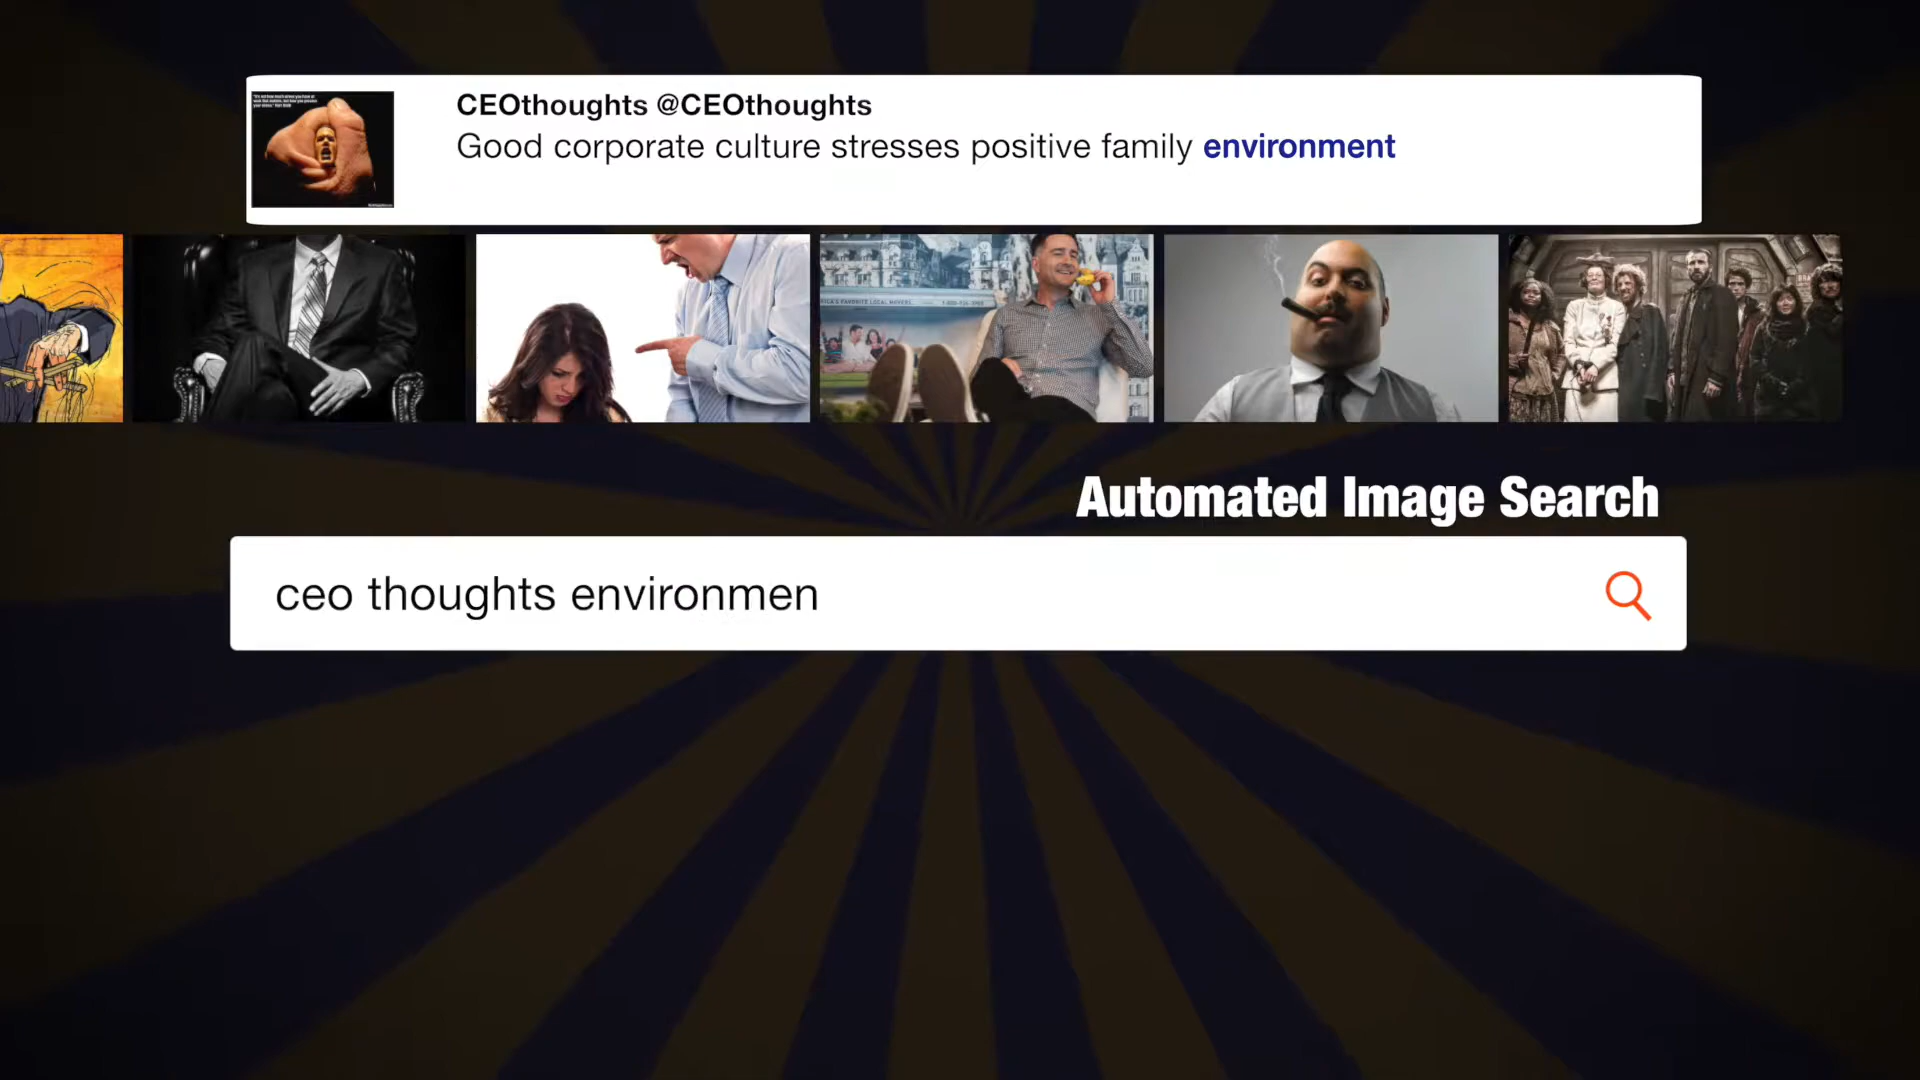 CEOthoughts @CEOthoughts
Good corporate culture stresses positive family environment
Automated Image Search
ceo thoughts environmen